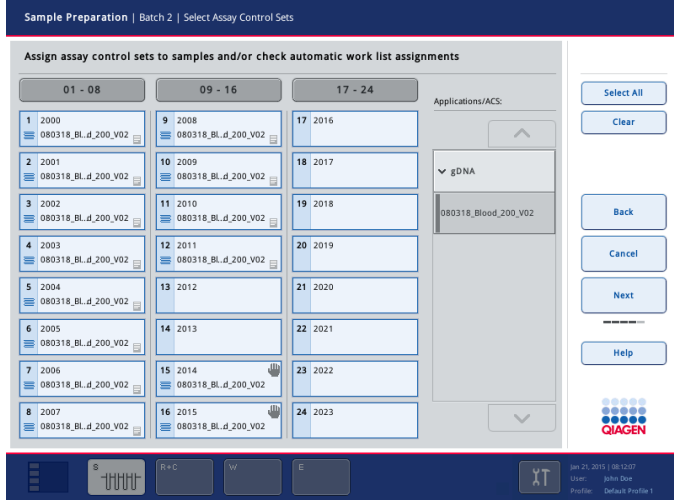 Sample Preparation | Batch 2 | Select Assay Control Sets
Assign assay control sets to samples and/or check automatic work list assignments
01 - 08
09 - 16
17 - 24
Applications/ACS:
1 2000
080318_Bl..d_200_V02
2 2001
080318_Bl..d_200_V02
3 2002
080318_Bl..d_200_V02
4 2003
080318_Bl..d_200_V02
5 2004
080318_Bl..d_200_V02
6 2005
080318_Bl..d_200_V02
7 2006
080318_Bl..d_200_V02
8 2007
080318_Bl..d_200_V02
9 2008
080318_Bl..d_200_V02
10 2009
080318_Bl..d_200_V02
11 2010
080318_Bl..d_200_V02
12 2011
080318_Bl..d_200_V02
13 2012
14 2013
15 2014
080318_Bl..d_200_V02
16 2015
080318_Bl..d_200_V02
17 2016
18 2017
19 2018
20 2019
21 2020
22 2021
23 2022
24 2023
gDNA
080318_Blood_200_V02
Select All
Clear
Back
Cancel
Next
Help
QIAGEN
S
R+C
W
E
Jan 21, 2015 | 08:12:07
User: John Doe
Profile: Default Profile 1